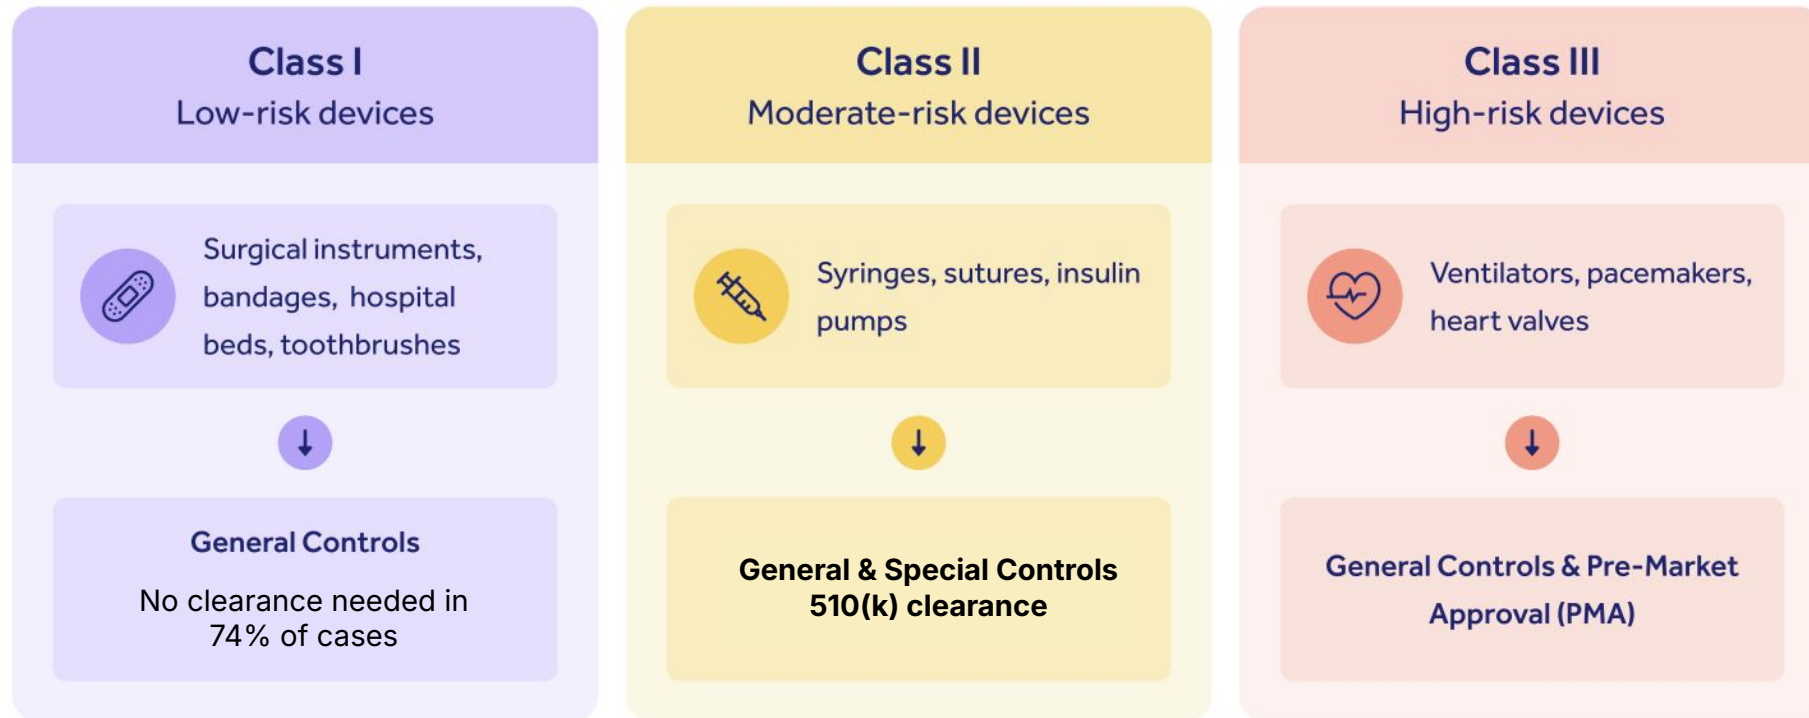 Class I
Low-risk devices
Surgical instruments,
bandages, hospital
beds, toothbrushes
General Controls
No clearance needed in
74% of cases
Class II
Moderate-risk devices
Syringes, sutures, insulin
pumps
General & Special Controls
510(k) clearance
Class III
High-risk devices
Ventilators, pacemakers,
heart valves
General Controls & Pre-Market
Approval (PMA)